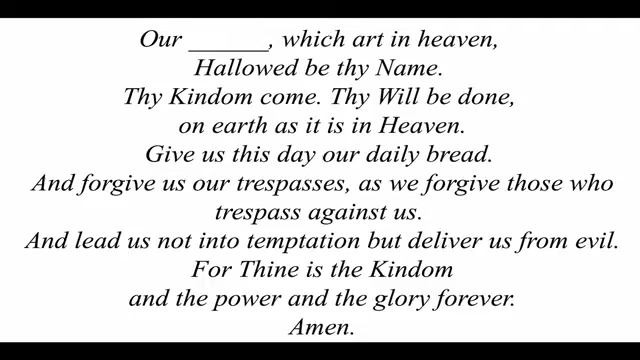 Our ______, which art in heaven,
Hallowed be thy Name.
Thy Kindom come. Thy Will be done,
on earth as it is in Heaven.
Give us this day our daily bread.
And forgive us our trespasses, as we forgive those who
trespass against us.
And lead us not into temptation but deliver us from evil.
For Thine is the Kindom
and the power and the glory forever.
Amen.